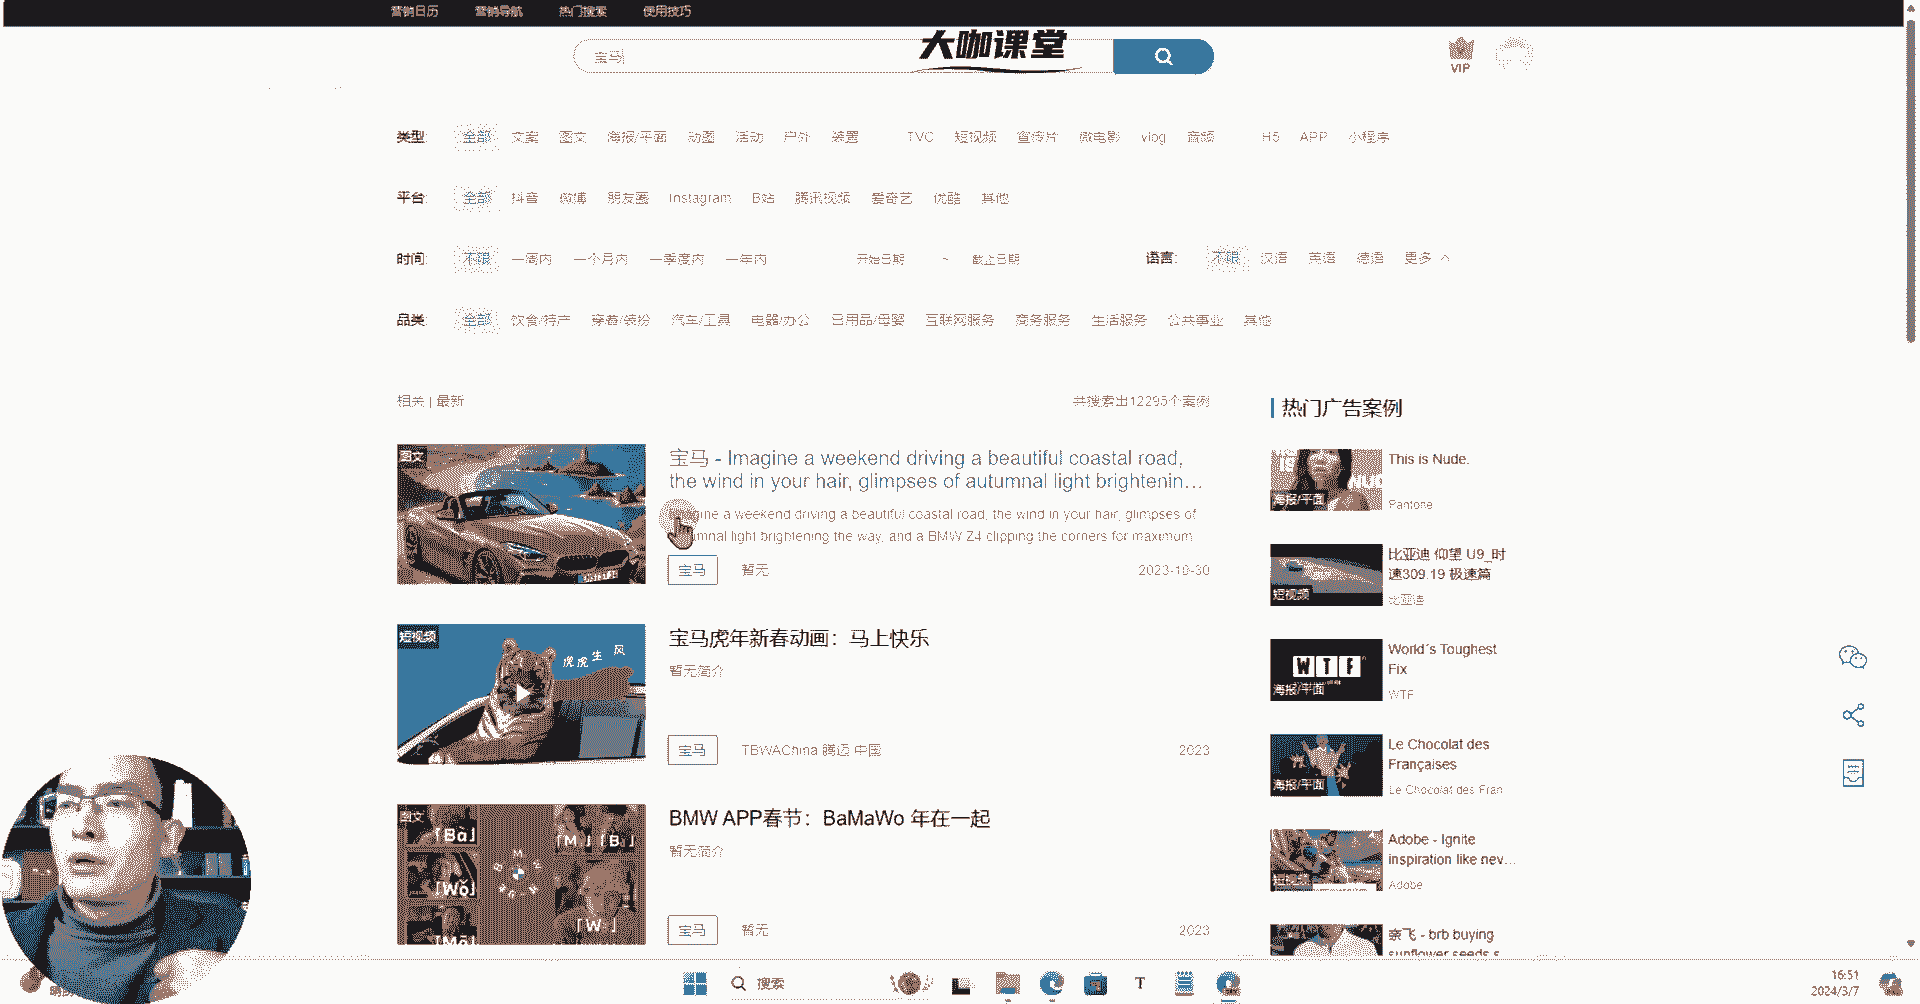 营销日历 营销导航 热门搜索 使用技巧
宝马
大咖课堂
VIP
类型: 全部 文案 图文 海报/平面 动图 活动 户外 装置 TVC 短视频 宣传片 微电影 vlog 音频 H5 APP 小程序
平台: 全部 抖音 微博 朋友圈 Instagram B站 腾讯视频 爱奇艺 优酷 其他
时间: 不限 一周内 一个月内 一季度内 一年内 开始日期 ~ 截止日期 语言: 不限 汉语 英语 德语 更多
品类: 全部 饮食/特产 穿着/装扮 汽车/工具 电器/办公 日用品/母婴 互联网服务 商务服务 生活服务 公共事业 其他
相关 | 最新
共搜索出12295个案例
图文
宝马 - Imagine a weekend driving a beautiful coastal road,
the wind in your hair, glimpses of autumnal light brightenin...
gine a weekend driving a beautiful coastal road, the wind in your hair, glimpses of
umnal light brightening the way, and a BMW Z4 clipping the corners for maximum
宝马 暂无 2023-10-30
短视频
虎虎生风
宝马虎年新春动画：马上快乐
暂无简介
宝马 TBWAChina 腾迈 中国 2023
图文
「Bà」
「M 」「B 」
「Wǒ」
BMW APP春节：BaMaWo 年在一起
暂无简介
宝马 暂无 2023
热门广告案例
海报/平面
This is Nude.
Pantone
短视频
比亚迪 仰望 U9_时
速309.19 极速篇
比亚迪
WTF
海报/平面
World´s Toughest
Fix
WTF
海报/平面
Le Chocolat des
Françaises
Le Chocolat des Fran
短视频
Adobe - Ignite
inspiration like nev...
Adobe
奈飞 - brb buying
sunflower seeds s
搜索
16:51
2024/3/7